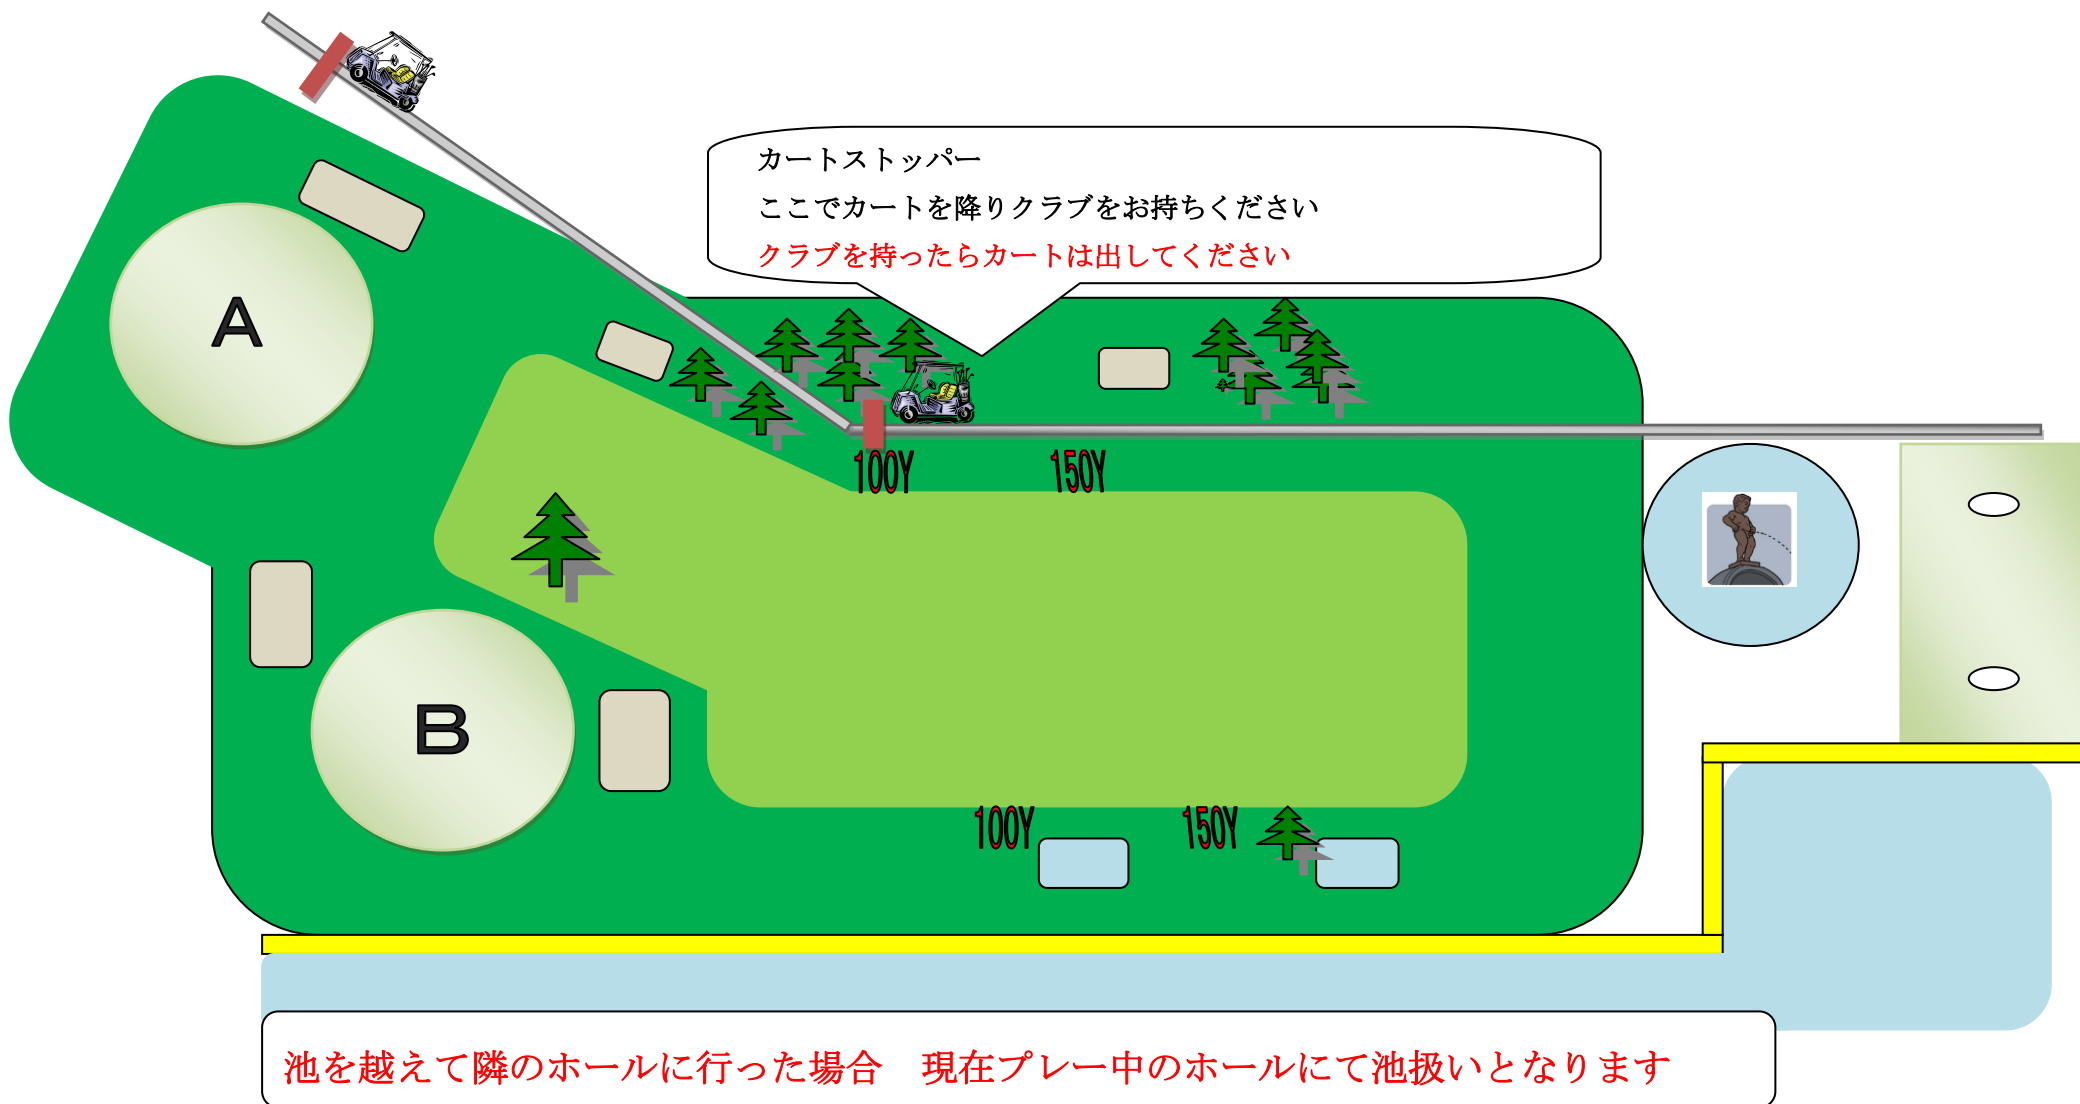 カートストッパー
ここでカートを降りクラブをお持ちください
クラブを持ったらカートは出してください
A
100Y 150Y
B
100Y 150Y
池を越えて隣のホールに行った場合　現在プレー中のホールにて池扱いとなります